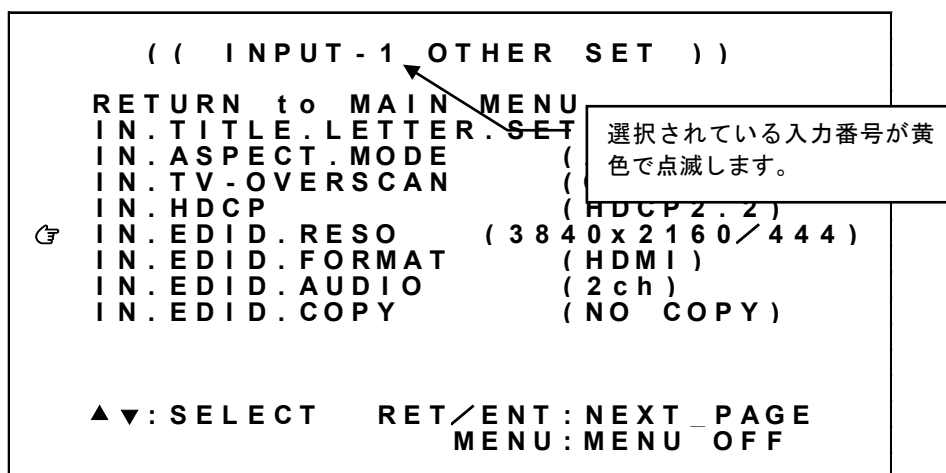 (( INPUT-1 OTHER SET ))
RETURN to MAIN MENU
IN.TITLE.LETTER.SET
選択されている入力番号が黄
色で点滅します。
IN.ASPECT.MODE (
IN.TV-OVERSCAN (
IN.HDCP (HDCP2.2)
IN.EDID.RESO (3840x2160/444)
IN.EDID.FORMAT (HDMI)
IN.EDID.AUDIO (2ch)
IN.EDID.COPY (NO COPY)
▲▼:SELECT RET/ENT:NEXT_PAGE
MENU:MENU OFF